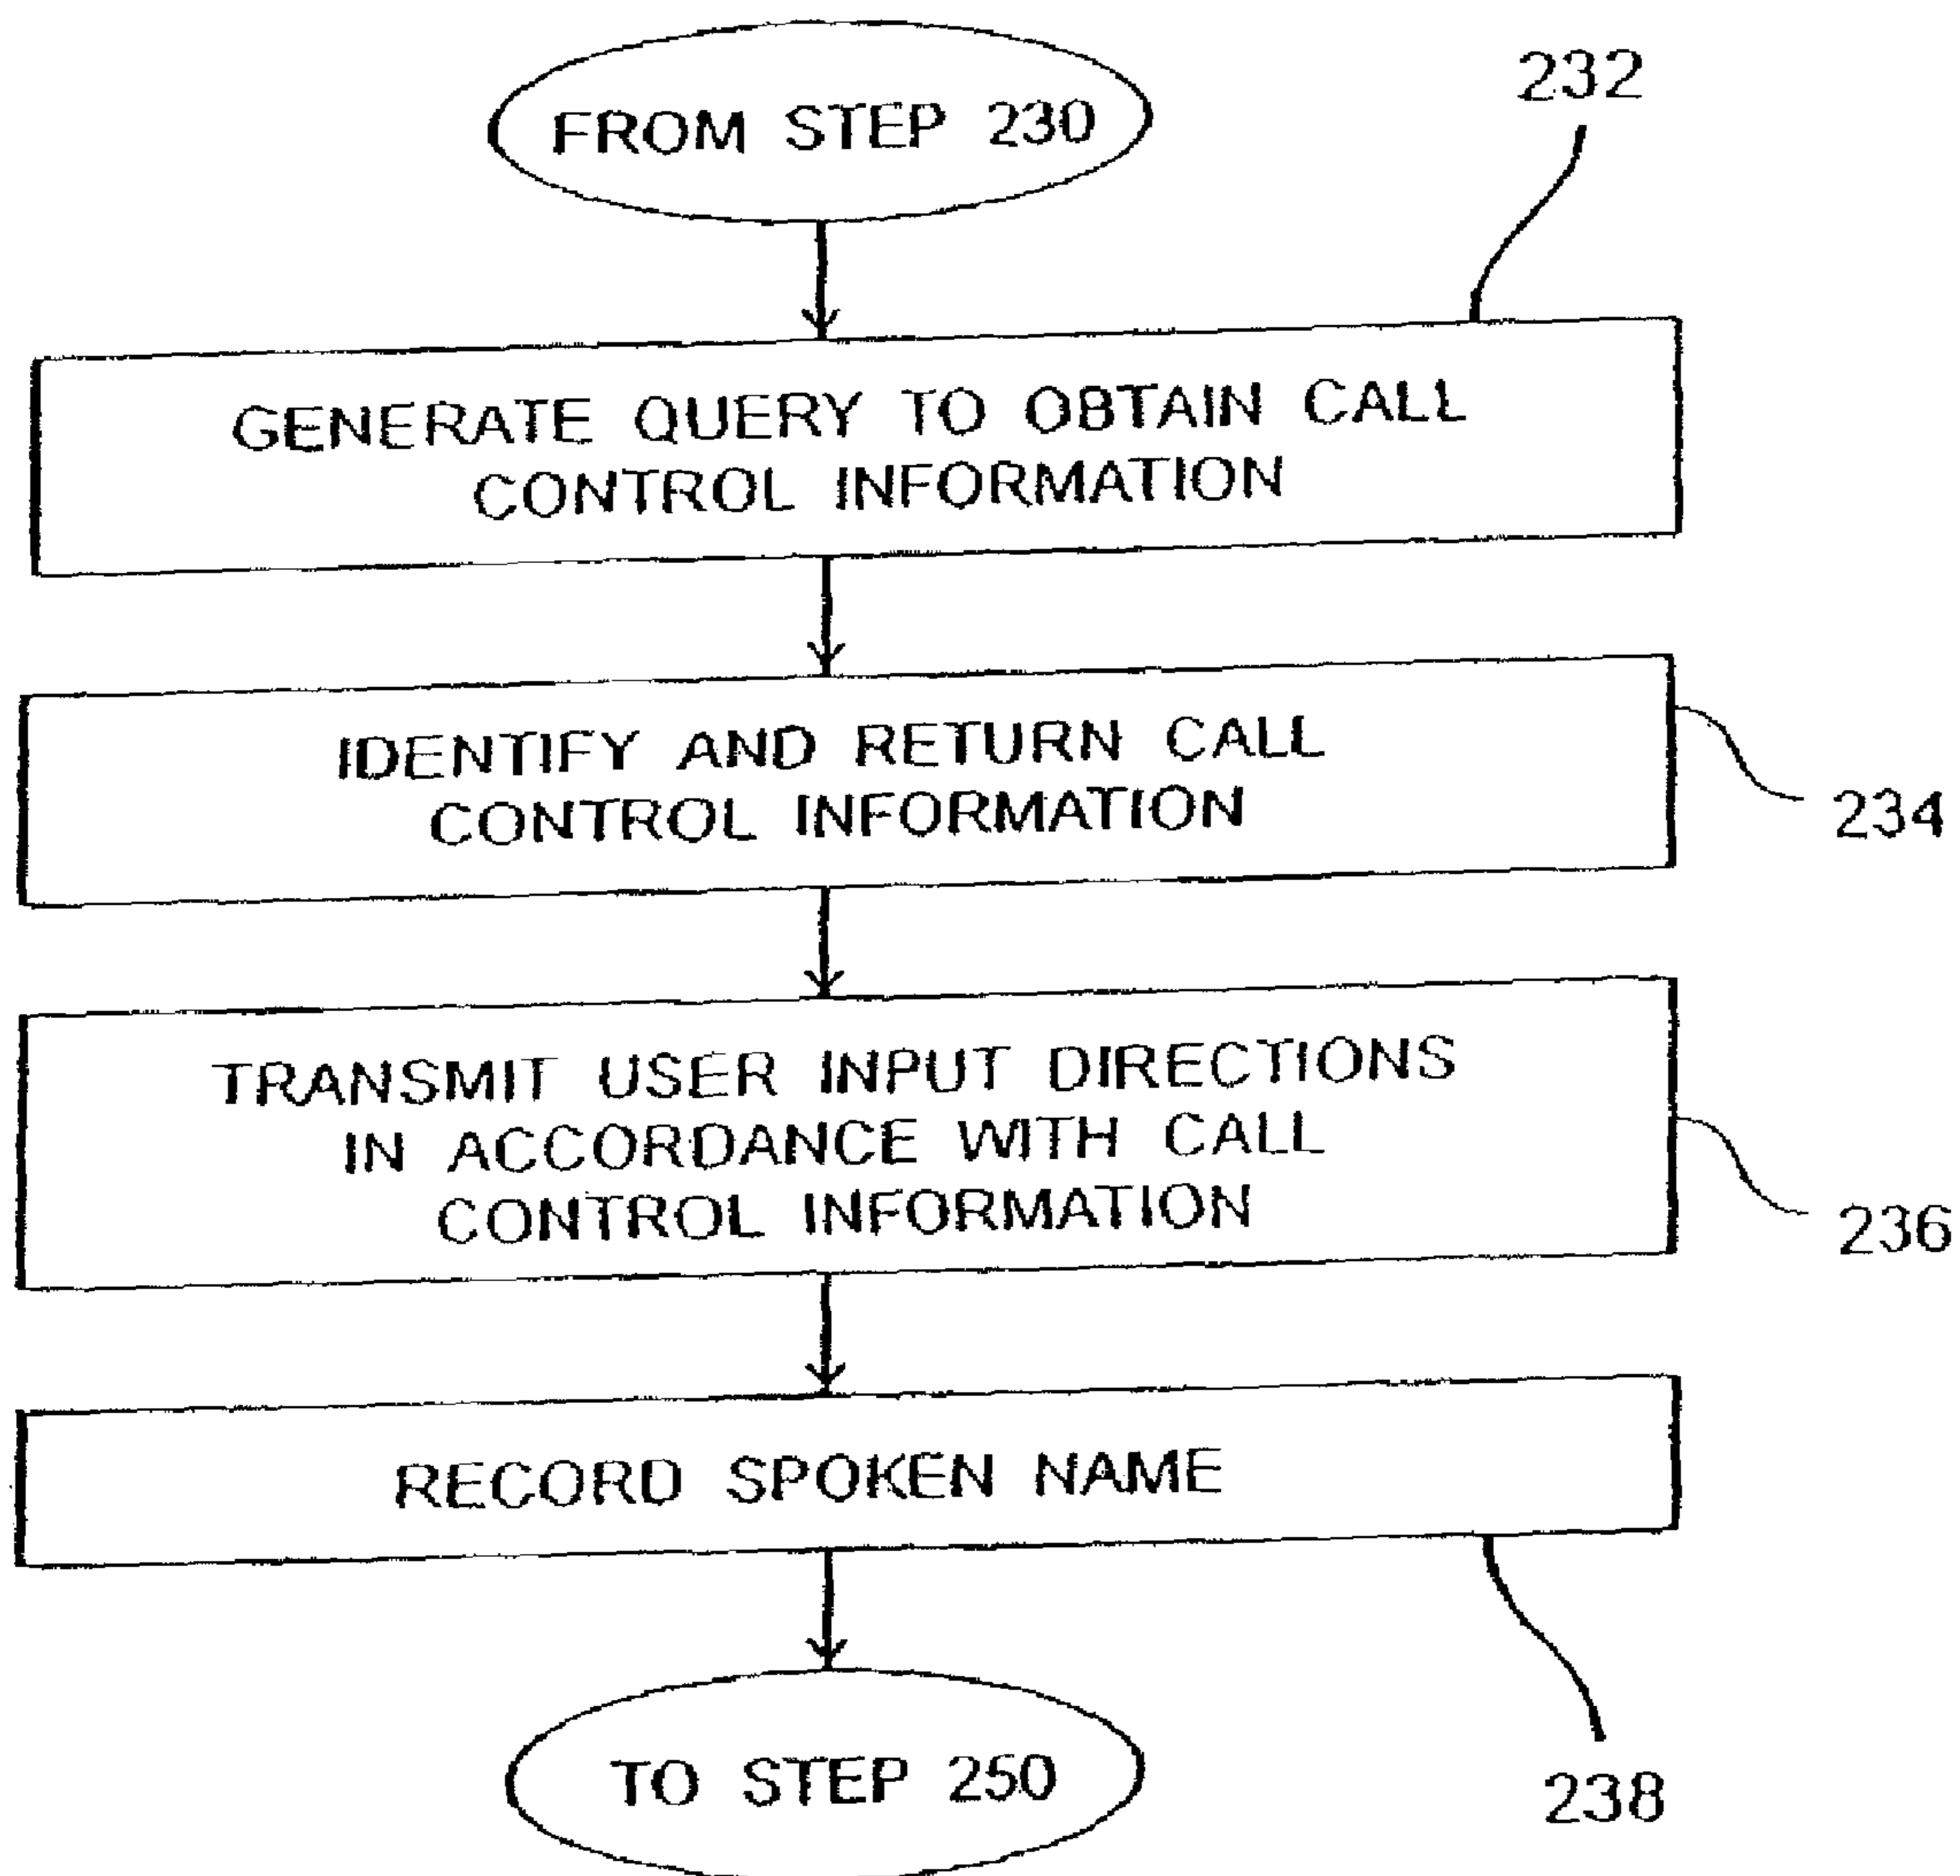 FROM STEP 230
232
GENERATE QUERY TO OBTAIN CALL
CONTROL INFORMATION
IDENTIFY AND RETURN CALL
CONTROL INFORMATION
234
TRANSMIT USER INPUT DIRECTIONS
IN ACCORDANCE WITH CALL
CONTROL INFORMATION
236
RECORD SPOKEN NAME
TO STEP 250
238